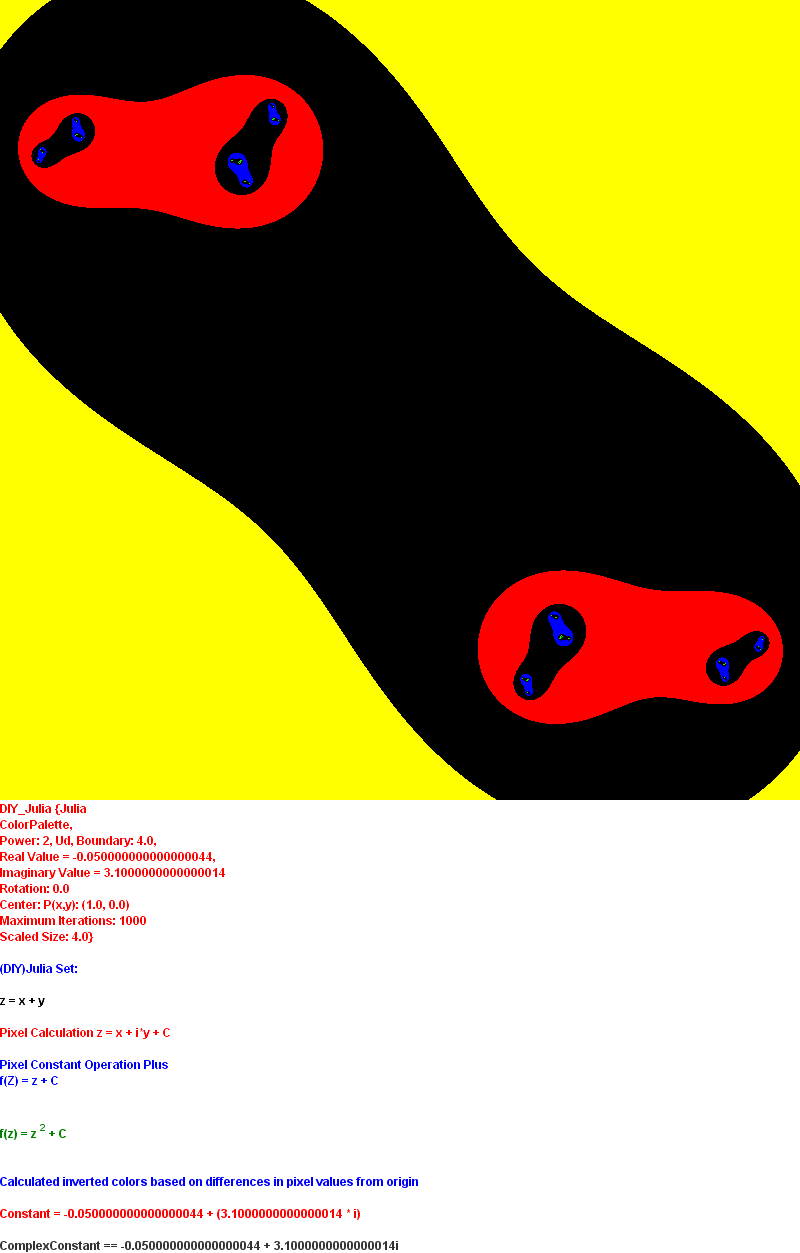 DIY_Julia {Julia
ColorPalette,
Power: 2, Ud, Boundary: 4.0,
Real Value = -0.050000000000000044,
Imaginary Value = 3.1000000000000014
Rotation: 0.0
Center: P(x,y): (1.0, 0.0)
Maximum Iterations: 1000
Scaled Size: 4.0}
(DIY)Julia Set:
z = x + y
Pixel Calculation z = x + i*y + C
Pixel Constant Operation Plus
f(Z) = z + C
f(z) = z 2 + C
Calculated inverted colors based on differences in pixel values from origin
Constant = -0.050000000000000044 + (3.1000000000000014 * i)
ComplexConstant == -0.050000000000000044 + 3.1000000000000014i